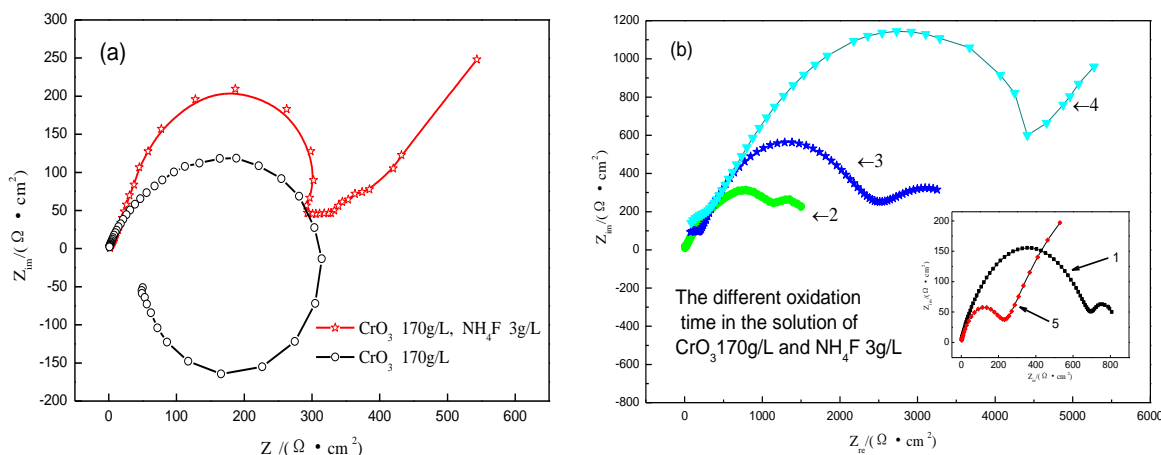 (a)
Z_im/(Ω • cm²)
250
200
150
100
50
0
-50
-100
-150
-200
0 100 200 300 400 500 600
Z /(Ω • cm²)
CrO₃ 170g/L, NH₄F 3g/L
CrO₃ 170g/L
(b)
Z_im/(Ω • cm²)
1200
1000
800
600
400
200
0
-200
-400
-600
-800
0 1000 2000 3000 4000 5000 6000
Z_re/(Ω • cm²)
←4
←3
←2
The different oxidation
time in the solution of
CrO₃170g/L and NH₄F 3g/L
200
150
100
50
0
0 200 400 600 800
1
5